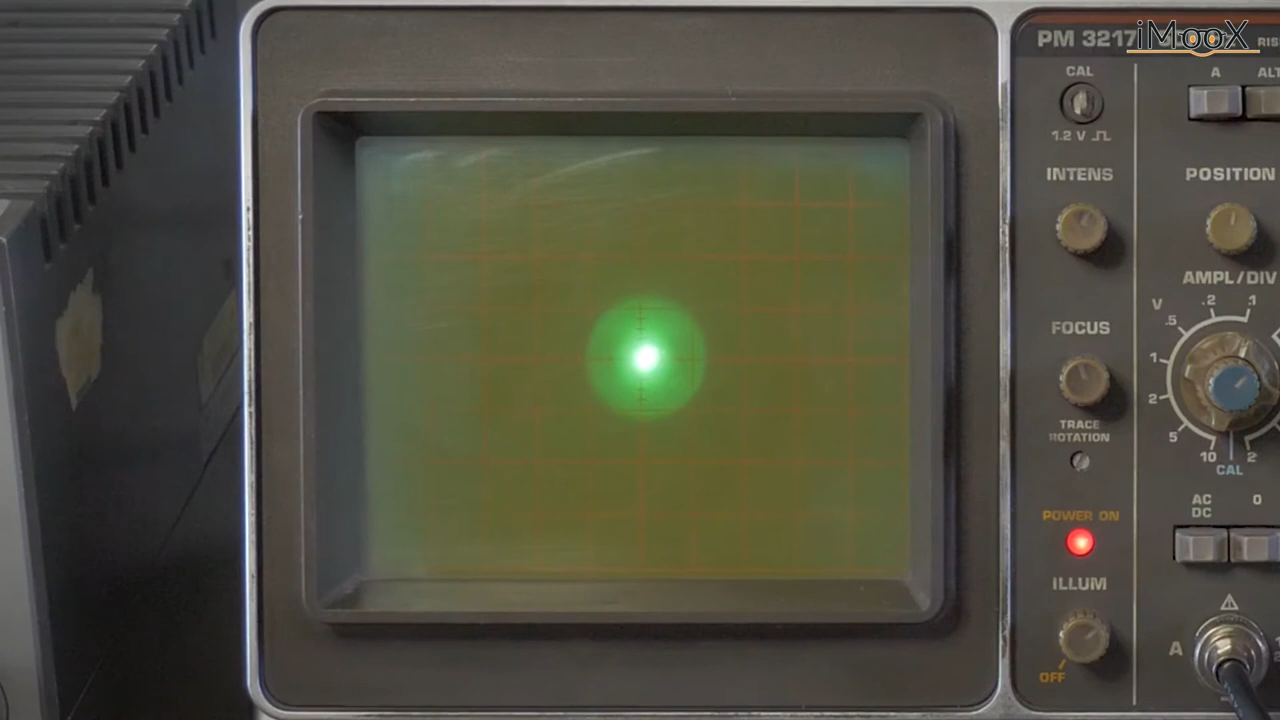 PM 3217
iMooX
RIS
CAL
A ALT
1.2 V
INTENS
POSITION
AMPL/DIV
V .5 .2 .1
FOCUS
1
2
5
10 2
CAL
TRACE
ROTATION
AC
DC
0
POWER ON
ILLUM
A
OFF